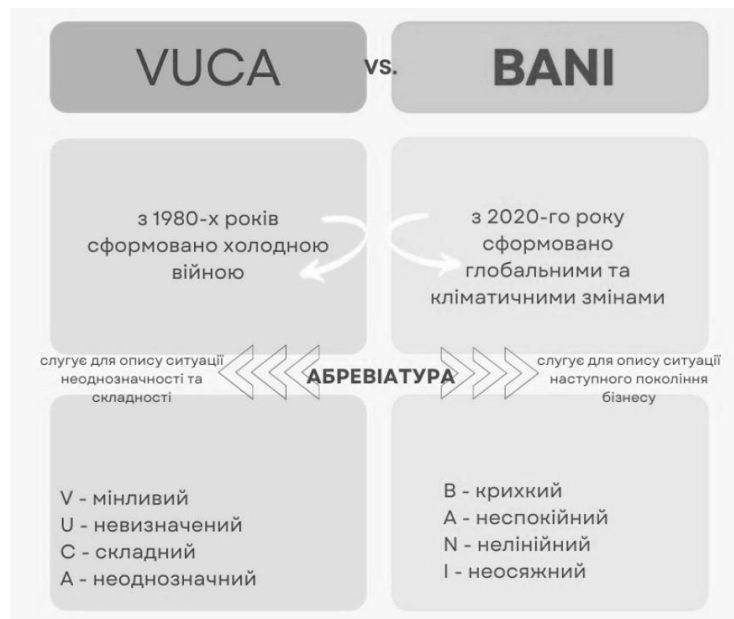 VUCA
vs.
BANI
з 1980-х років
сформовано холодною
війною
з 2020-го року
сформовано
глобальними та
кліматичними змінами
слугує для опису ситуації
неоднозначності та
складності
АБРЕВІАТУРА
слугує для опису ситуації
наступного покоління
бізнесу
V - мінливий
U - невизначений
C - складний
A - неоднозначний
B - крихкий
A - неспокійний
N - нелінійний
I - неосяжний